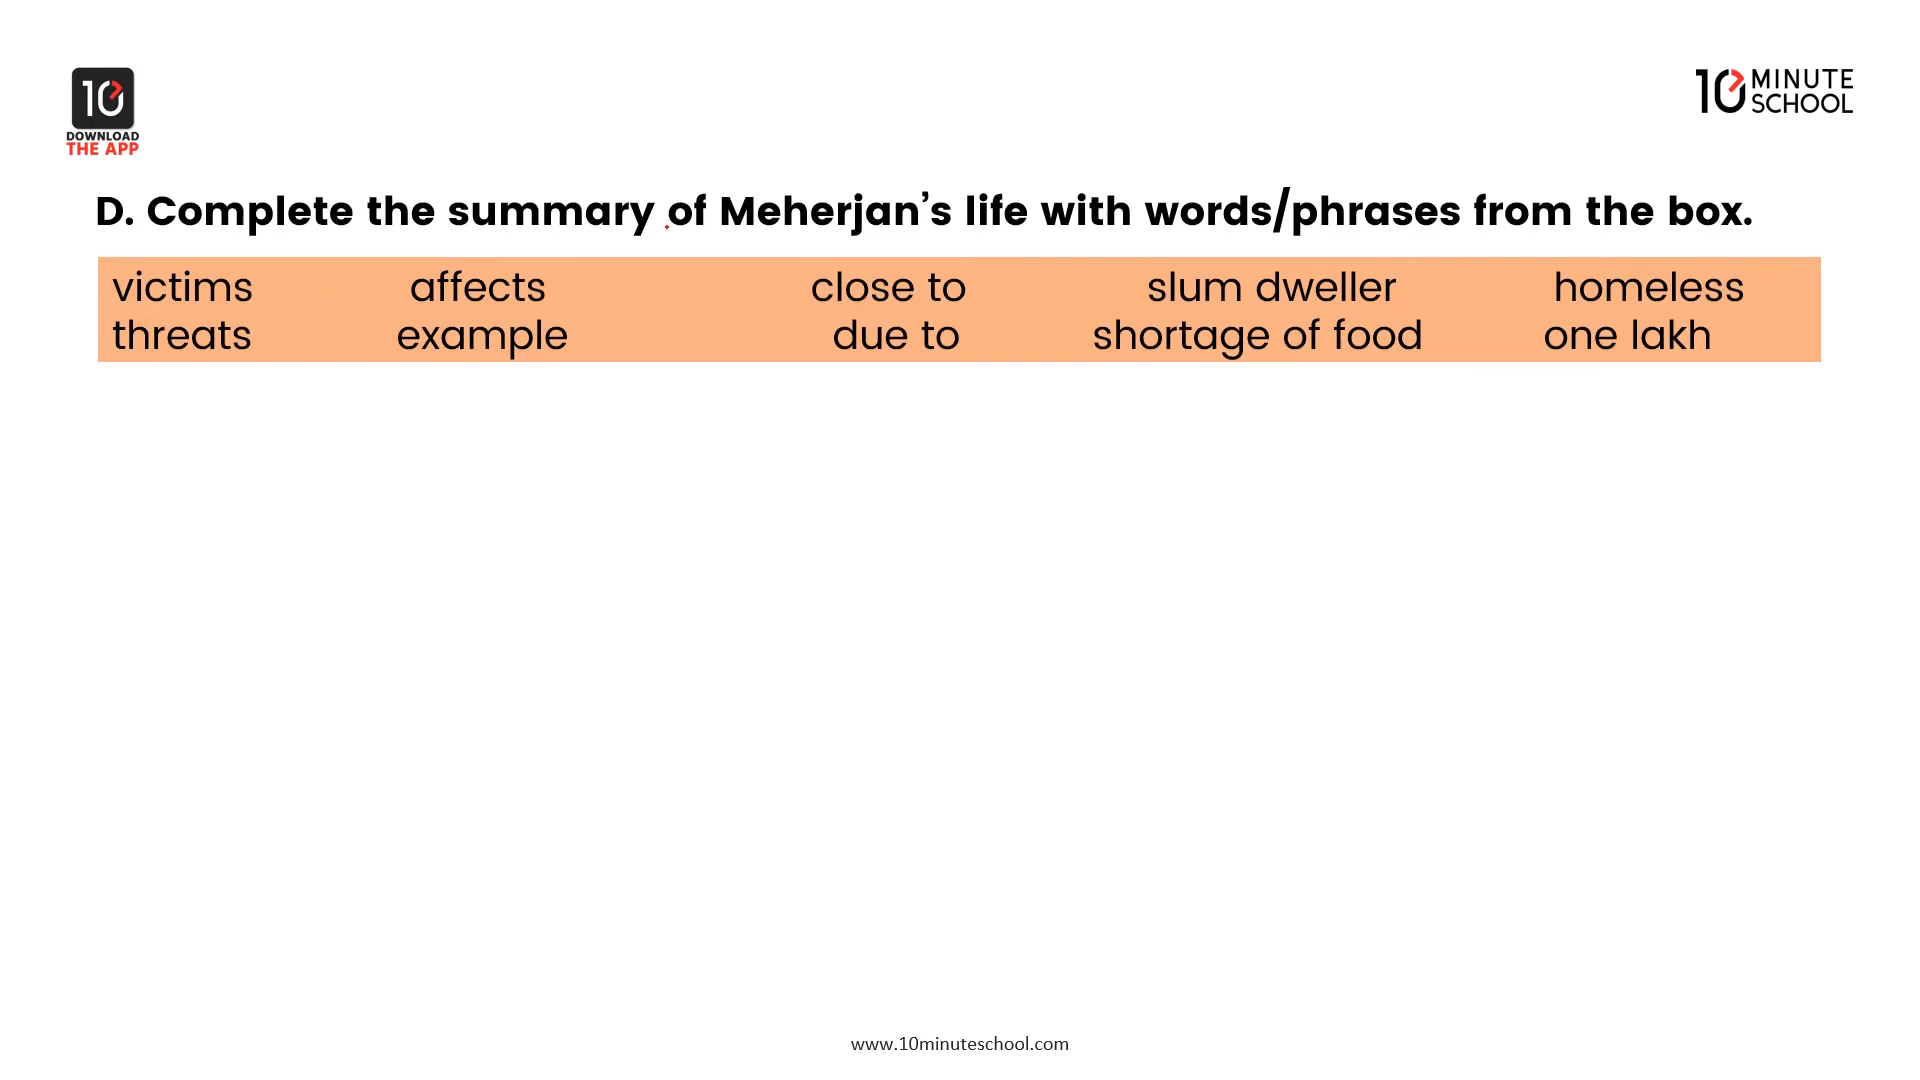 10
DOWNLOAD
THE APP
10 MINUTE
SCHOOL
D. Complete the summary of Meherjan’s life with words/phrases from the box.
victims affects close to slum dweller homeless
threats example due to shortage of food one lakh
www.10minuteschool.com